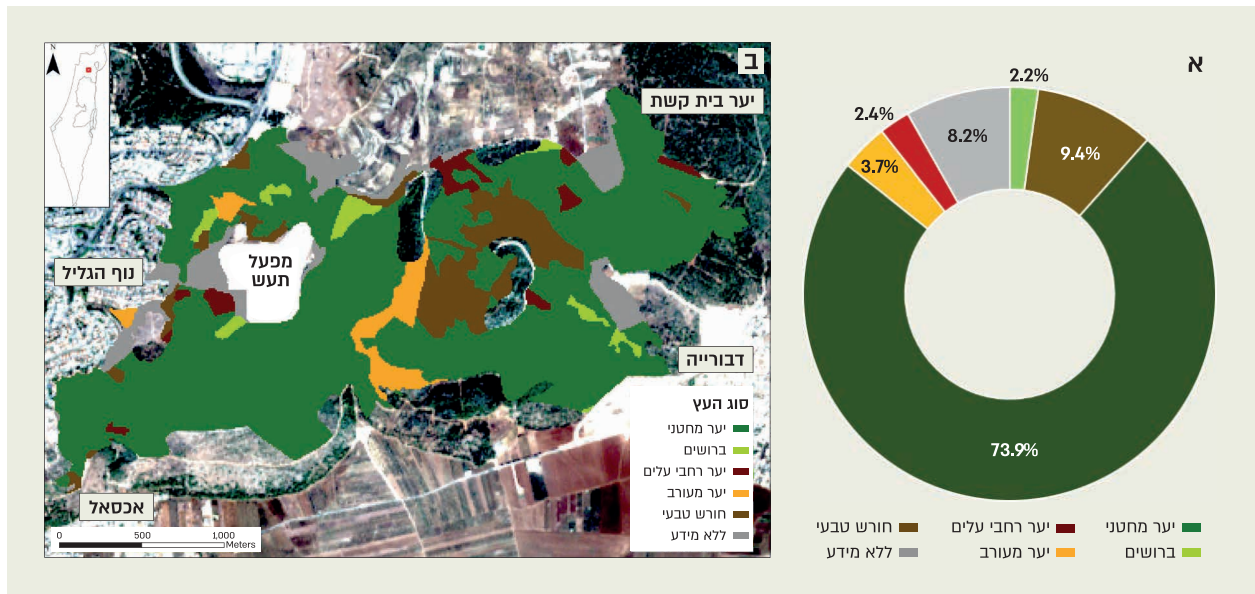 א
2.2%
9.4%
73.9%
3.7%
2.4%
8.2%
יער מחטני
יער רחבי עלים
חורש טבעי
ברושים
יער מעורב
ללא מידע
ב
N
יער בית קשת
מפעל
תעש
נוף הגליל
דבורייה
אכסאל
סוג העץ
יער מחטני
ברושים
יער רחבי עלים
יער מעורב
חורש טבעי
ללא מידע
0 500 1,000
Meters